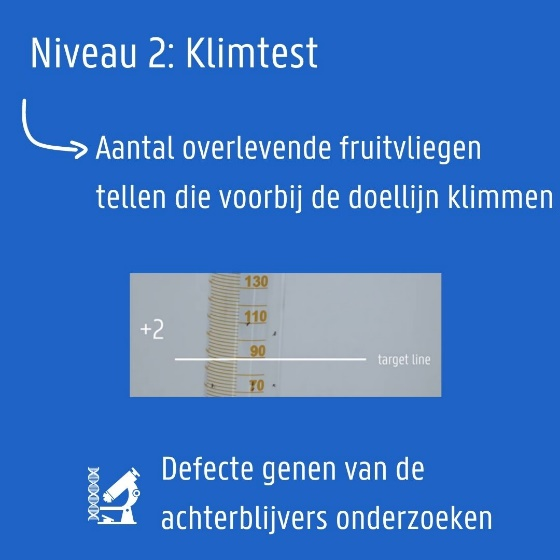 Niveau 2: Klimtest
Aantal overlevende fruitvliegen
tellen die voorbij de doellijn klimmen
130
110
+2
90
target line
70
Defecte genen van de
achterblijvers onderzoeken